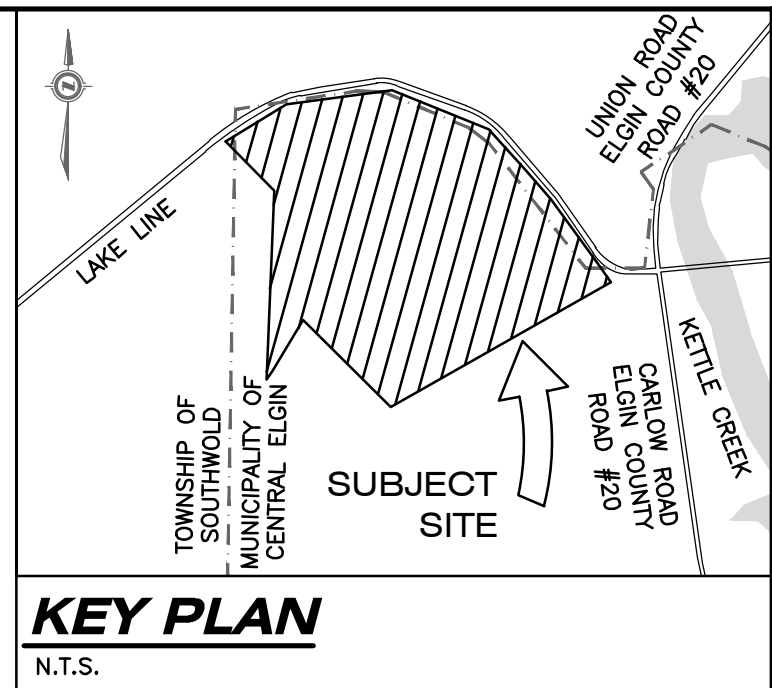 N
UNION ROAD
ELGIN COUNTY
ROAD #20
LAKE LINE
TOWNSHIP OF
SOUTHWOLD
MUNICIPALITY OF
CENTRAL ELGIN
SUBJECT
SITE
CARLOW ROAD
ELGIN COUNTY
ROAD #20
KETTLE CREEK
KEY PLAN
N.T.S.